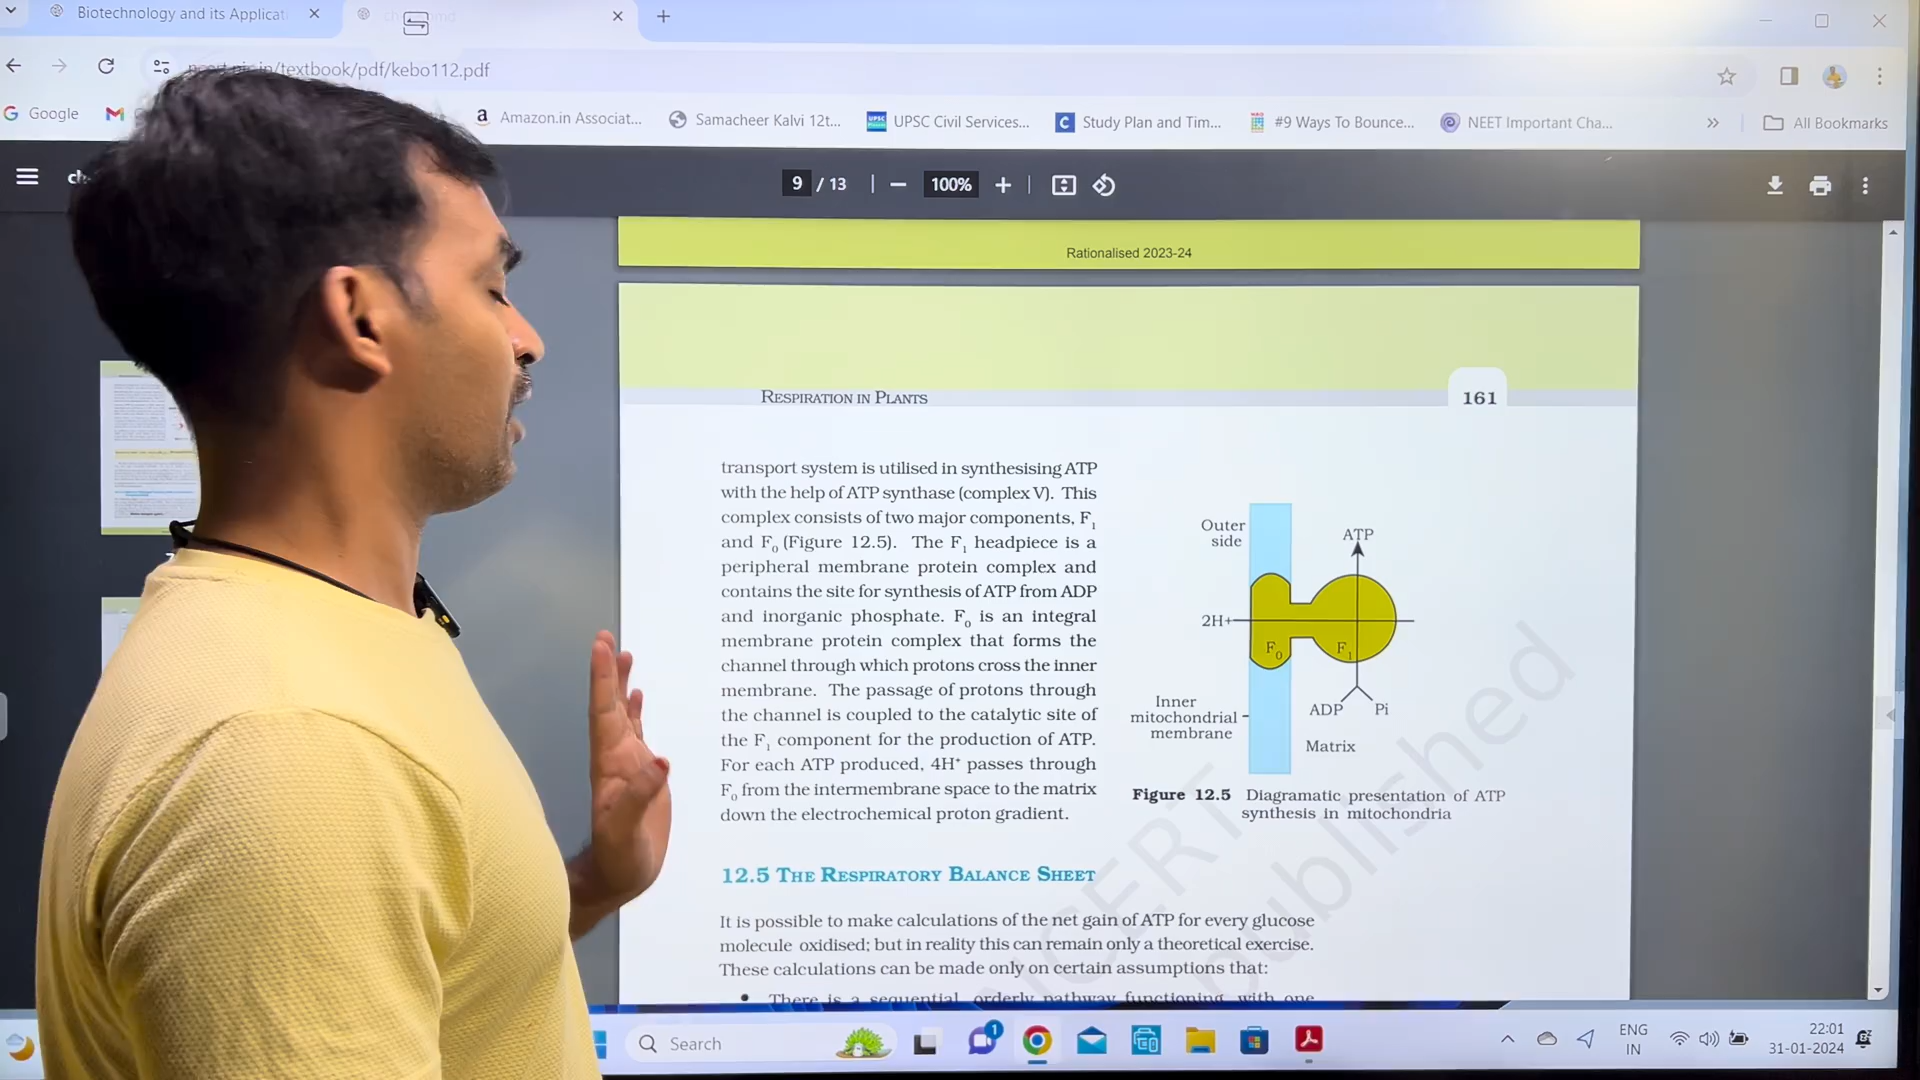 Biotechnology and its Applicat
/textbook/pdf/kebo112.pdf
Google
Amazon.in Associat...
Samacheer Kalvi 12t...
UPSC Civil Services...
Study Plan and Tim...
#9 Ways To Bounce...
NEET Important Cha...
All Bookmarks
9 / 13
100%
Rationalised 2023-24
RESPIRATION IN PLANTS
161
transport system is utilised in synthesising ATP
with the help of ATP synthase (complex V). This
complex consists of two major components, F₁
and F₀ (Figure 12.5). The F₁ headpiece is a
peripheral membrane protein complex and
contains the site for synthesis of ATP from ADP
and inorganic phosphate. F₀ is an integral
membrane protein complex that forms the
channel through which protons cross the inner
membrane. The passage of protons through
the channel is coupled to the catalytic site of
the F₁ component for the production of ATP.
For each ATP produced, 4H⁺ passes through
F₀ from the intermembrane space to the matrix
down the electrochemical proton gradient.
Outer
side
ATP
2H+
F₀
F₁
Inner
mitochondrial
membrane
ADP
Pi
Matrix
Figure 12.5 Diagramatic presentation of ATP
synthesis in mitochondria
12.5 THE RESPIRATORY BALANCE SHEET
It is possible to make calculations of the net gain of ATP for every glucose
molecule oxidised; but in reality this can remain only a theoretical exercise.
These calculations can be made only on certain assumptions that:
• There is a sequential, orderly pathway functioning, with one
NCERT
published
Search
1
ENG
IN
22:01
31-01-2024